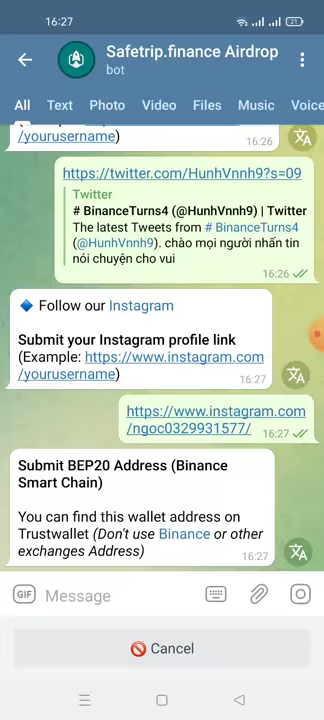 16:27
21
Safetrip.finance Airdrop
bot
All Text Photo Video Files Music Voice
/yourusername)
16:26
https://twitter.com/HunhVnnh9?s=09
Twitter
# BinanceTurns4 (@HunhVnnh9) | Twitter
The latest Tweets from # BinanceTurns4
(@HunhVnnh9). chào mọi người nhấn tin
nói chuyện cho vui
16:26
🔹 Follow our Instagram
Submit your Instagram profile link
(Example: https://www.instagram.com
/yourusername)
16:27
https://www.instagram.com
/ngoc0329931577/
16:27
Submit BEP20 Address (Binance
Smart Chain)
You can find this wallet address on
Trustwallet (Don't use Binance or other
exchanges Address)
16:27
GIF Message
🚫 Cancel